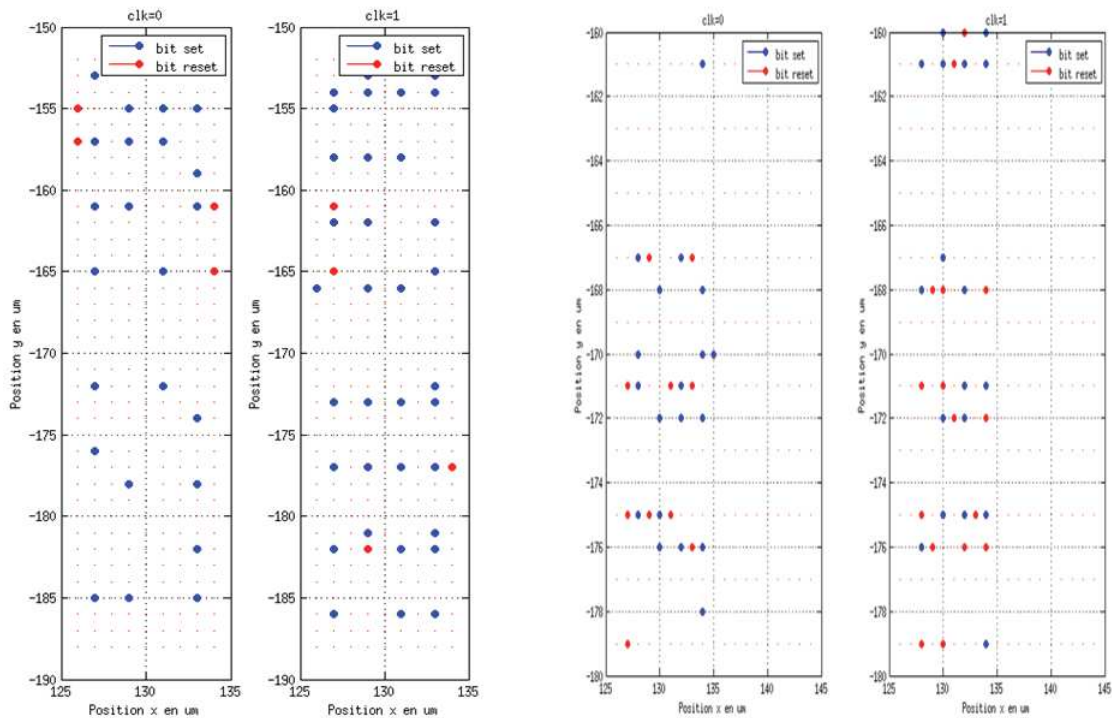 clk=0
bit set
bit reset
-150
-155
-160
-165
-170
-175
-180
-185
-190
125
130
135
Position y en um
Position x en um
clk=1
bit set
bit reset
-150
-155
-160
-165
-170
-175
-180
-185
-190
125
130
135
Position x en um
clk=0
bit set
bit reset
-160
-162
-164
-166
-168
-170
-172
-174
-176
-178
-180
125
130
135
140
145
Position y en um
Position x en um
clk=1
bit set
bit reset
-160
-162
-164
-166
-168
-170
-172
-174
-176
-178
-180
125
130
135
140
145
Position y en um
Position x en um